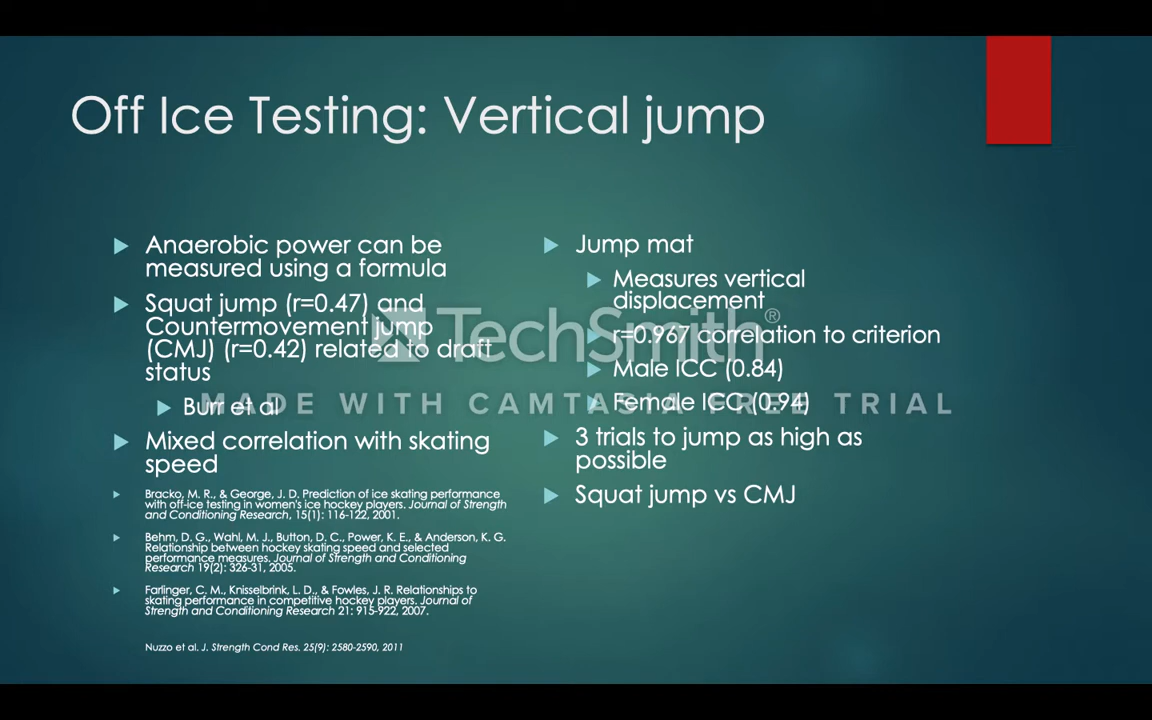 Off Ice Testing: Vertical jump
Anaerobic power can be
measured using a formula
Squat jump (r=0.47) and
Countermovement jump
(CMJ) (r=0.42) related to draft
status
Burr et al
Mixed correlation with skating
speed
Bracko, M. R., & George, J. D. Prediction of ice skating performance
with off-ice testing in women's ice hockey players. Journal of Strength
and Conditioning Research, 15(1): 116-122, 2001.
Behm, D. G., Wahl, M. J., Button, D. C., Power, K. E., & Anderson, K. G.
Relationship between hockey skating speed and selected
performance measures. Journal of Strength and Conditioning
Research 19(2): 326-31, 2005.
Farlinger, C. M., Knisselbrink, L. D., & Fowles, J. R. Relationships to
skating performance in competitive hockey players. Journal of
Strength and Conditioning Research 21: 915-922, 2007.
Nuzzo et al. J. Strength Cond Res. 25(9): 2580-2590, 2011
Jump mat
Measures vertical
displacement
r=0.967 correlation to criterion
Male ICC (0.84)
Female ICC (0.94)
3 trials to jump as high as
possible
Squat jump vs CMJ
TechSmith®
MADE WITH CAMTASIA FREE TRIAL